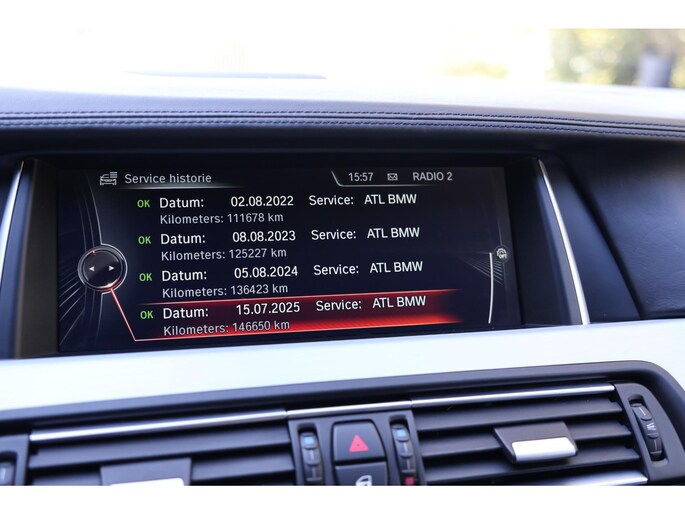 Service historie 15:57 RADIO 2
OK Datum: 02.08.2022 Service: ATL BMW
Kilometers: 111678 km
OK Datum: 08.08.2023 Service: ATL BMW
Kilometers: 125227 km
OK Datum: 05.08.2024 Service: ATL BMW
Kilometers: 136423 km
OK Datum: 15.07.2025 Service: ATL BMW
Kilometers: 146650 km